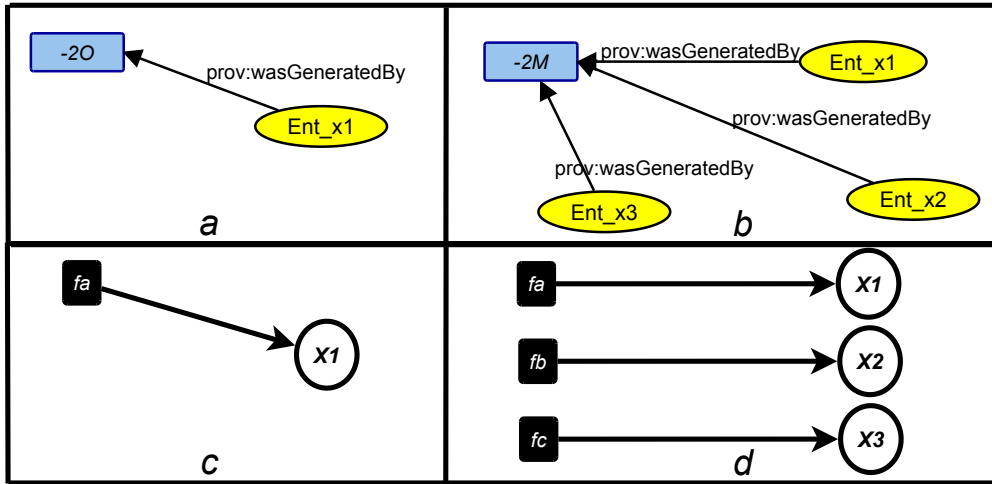 -2O
prov:wasGeneratedBy
Ent_x1
a
-2M
prov:wasGeneratedBy
Ent_x1
prov:wasGeneratedBy
prov:wasGeneratedBy
Ent_x3
Ent_x2
b
fa
X1
c
fa
X1
fb
X2
fc
X3
d